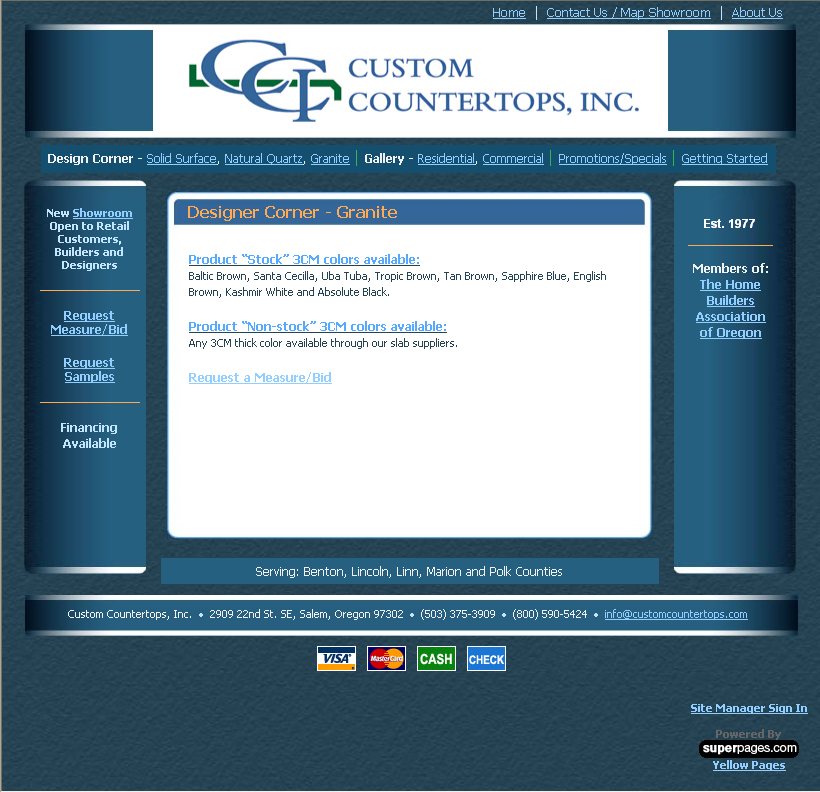 Home | Contact Us / Map Showroom | About Us
CCI CUSTOM
COUNTERTOPS, INC.
Design Corner - Solid Surface, Natural Quartz, Granite | Gallery - Residential, Commercial | Promotions/Specials | Getting Started
New Showroom
Open to Retail
Customers,
Builders and
Designers
Request
Measure/Bid
Request
Samples
Financing
Available
Designer Corner - Granite
Product “Stock” 3CM colors available:
Baltic Brown, Santa Cecilla, Uba Tuba, Tropic Brown, Tan Brown, Sapphire Blue, English
Brown, Kashmir White and Absolute Black.
Product “Non-stock” 3CM colors available:
Any 3CM thick color available through our slab suppliers.
Request a Measure/Bid
Est. 1977
Members of:
The Home
Builders
Association
of Oregon
Serving: Benton, Lincoln, Linn, Marion and Polk Counties
Custom Countertops, Inc. • 2909 22nd St. SE, Salem, Oregon 97302 • (503) 375-3909 • (800) 590-5424 • info@customcountertops.com
VISA MasterCard CASH CHECK
Site Manager Sign In
Powered By
superpages.com
Yellow Pages